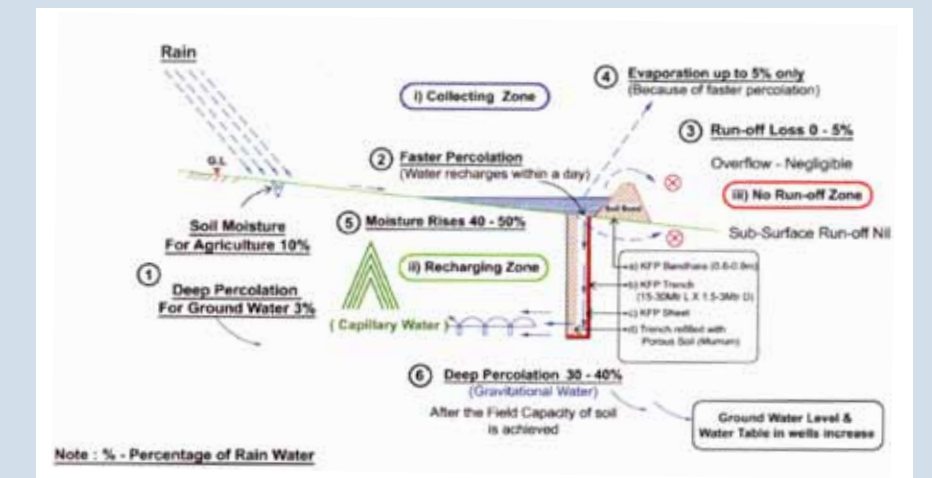 Rain
i) Collecting Zone
4 Evaporation up to 5% only
(Because of faster percolation)
3 Run-off Loss 0 - 5%
Overflow - Negligible
iii) No Run-off Zone
Sub-Surface Run-off Nil
G.L
2 Faster Percolation
(Water recharges within a day)
Soil Bund
Soil Moisture
For Agriculture 10%
5 Moisture Rises 40 - 50%
ii) Recharging Zone
1
Deep Percolation
For Ground Water 3%
( Capillary Water )
a) KFP Bandhara (0.6-0.9m)
b) KFP Trench
(15-30Mtr L X 1.5-3Mtr D)
c) KFP Sheet
d) Trench refilled with
Porous Soil (Murrum)
6 Deep Percolation 30 - 40%
(Gravitational Water)
After the Field Capacity of soil
is achieved
Ground Water Level &
Water Table in wells increase
Note : % - Percentage of Rain Water